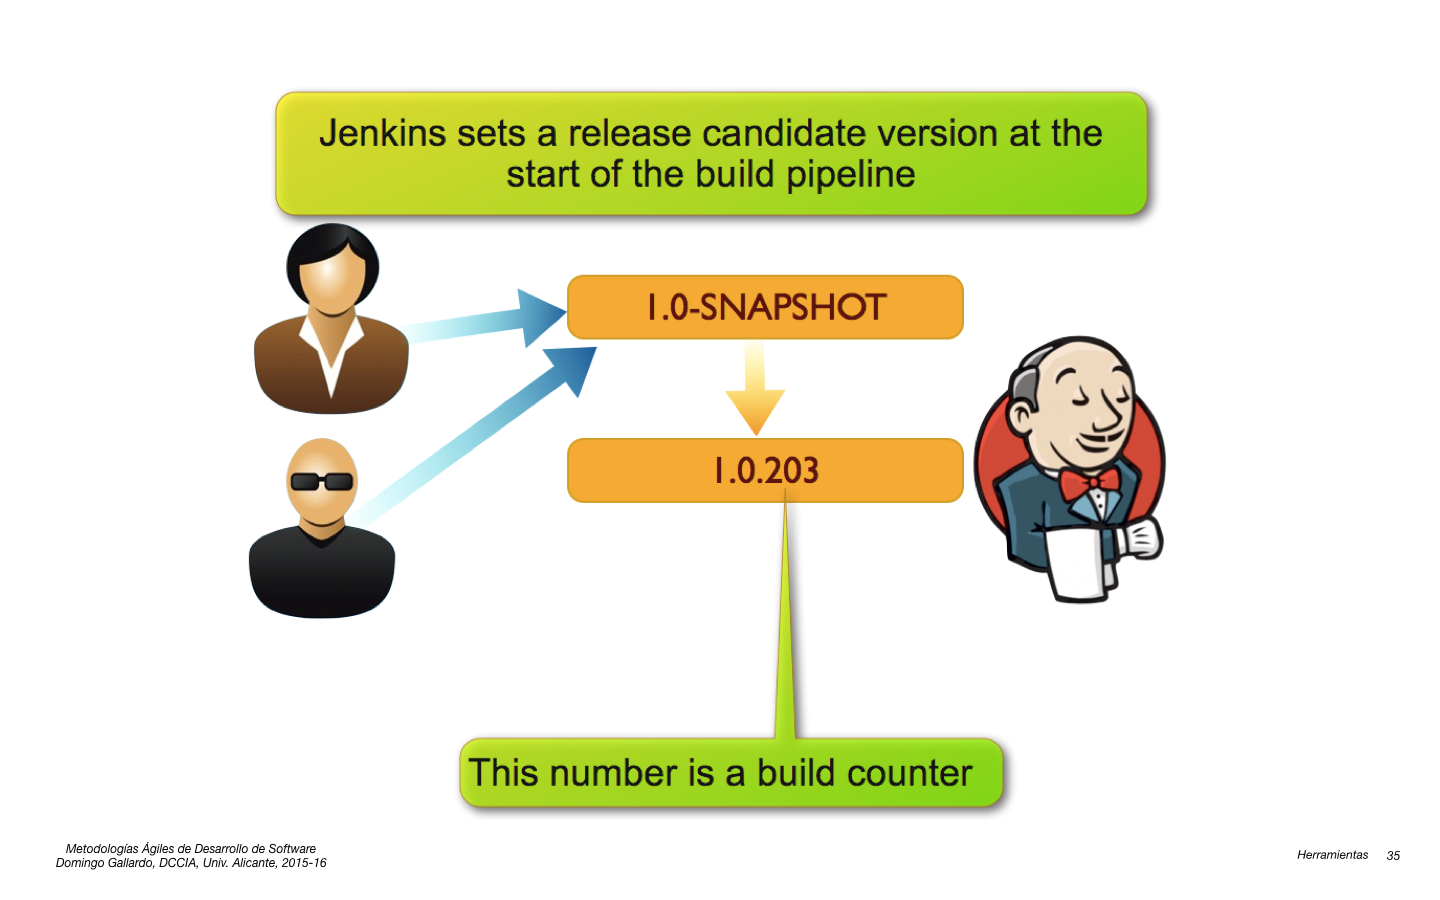 Jenkins sets a release candidate version at the
start of the build pipeline
1.0-SNAPSHOT
1.0.203
This number is a build counter
Metodologías Ágiles de Desarrollo de Software
Domingo Gallardo, DCCIA, Univ. Alicante, 2015-16
Herramientas 35